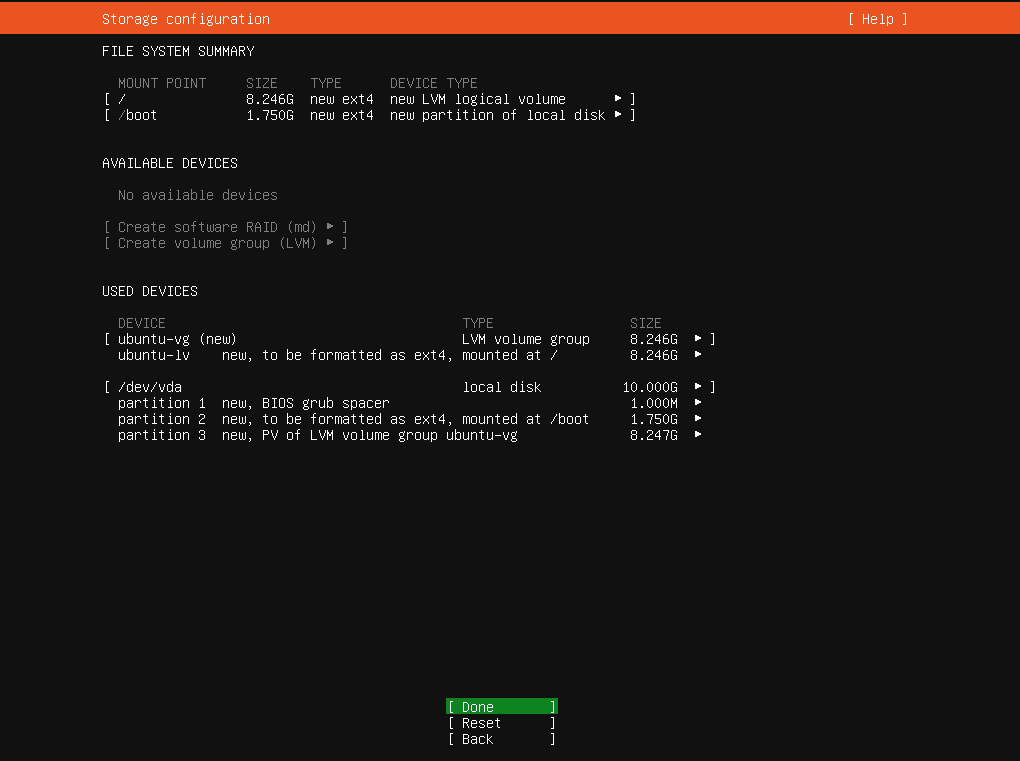 Storage configuration [ Help ]
FILE SYSTEM SUMMARY
MOUNT POINT SIZE TYPE DEVICE TYPE
[ / 8.246G new ext4 new LVM logical volume ▸ ]
[ /boot 1.750G new ext4 new partition of local disk ▸ ]
AVAILABLE DEVICES
No available devices
[ Create software RAID (md) ▸ ]
[ Create volume group (LVM) ▸ ]
USED DEVICES
DEVICE TYPE SIZE
[ ubuntu-vg (new) LVM volume group 8.246G ▸ ]
ubuntu-lv new, to be formatted as ext4, mounted at / 8.246G ▸
[ /dev/vda local disk 10.000G ▸ ]
partition 1 new, BIOS grub spacer 1.000M ▸
partition 2 new, to be formatted as ext4, mounted at /boot 1.750G ▸
partition 3 new, PV of LVM volume group ubuntu-vg 8.247G ▸
[ Done ]
[ Reset ]
[ Back ]